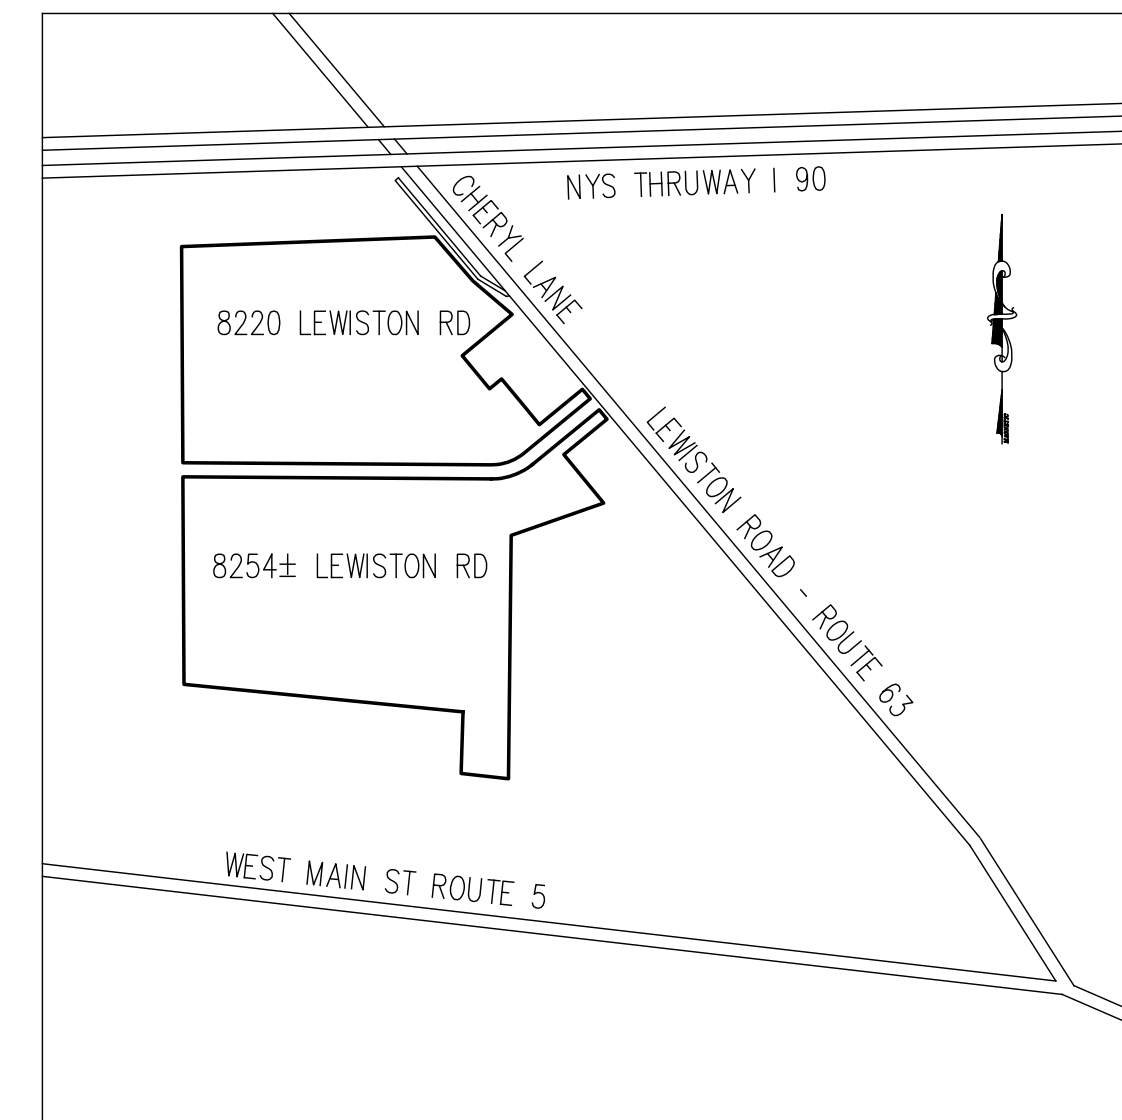 NYS THRUWAY I 90
CHERYL LANE
8220 LEWISTON RD
LEWISTON ROAD - ROUTE 63
8254± LEWISTON RD
WEST MAIN ST ROUTE 5